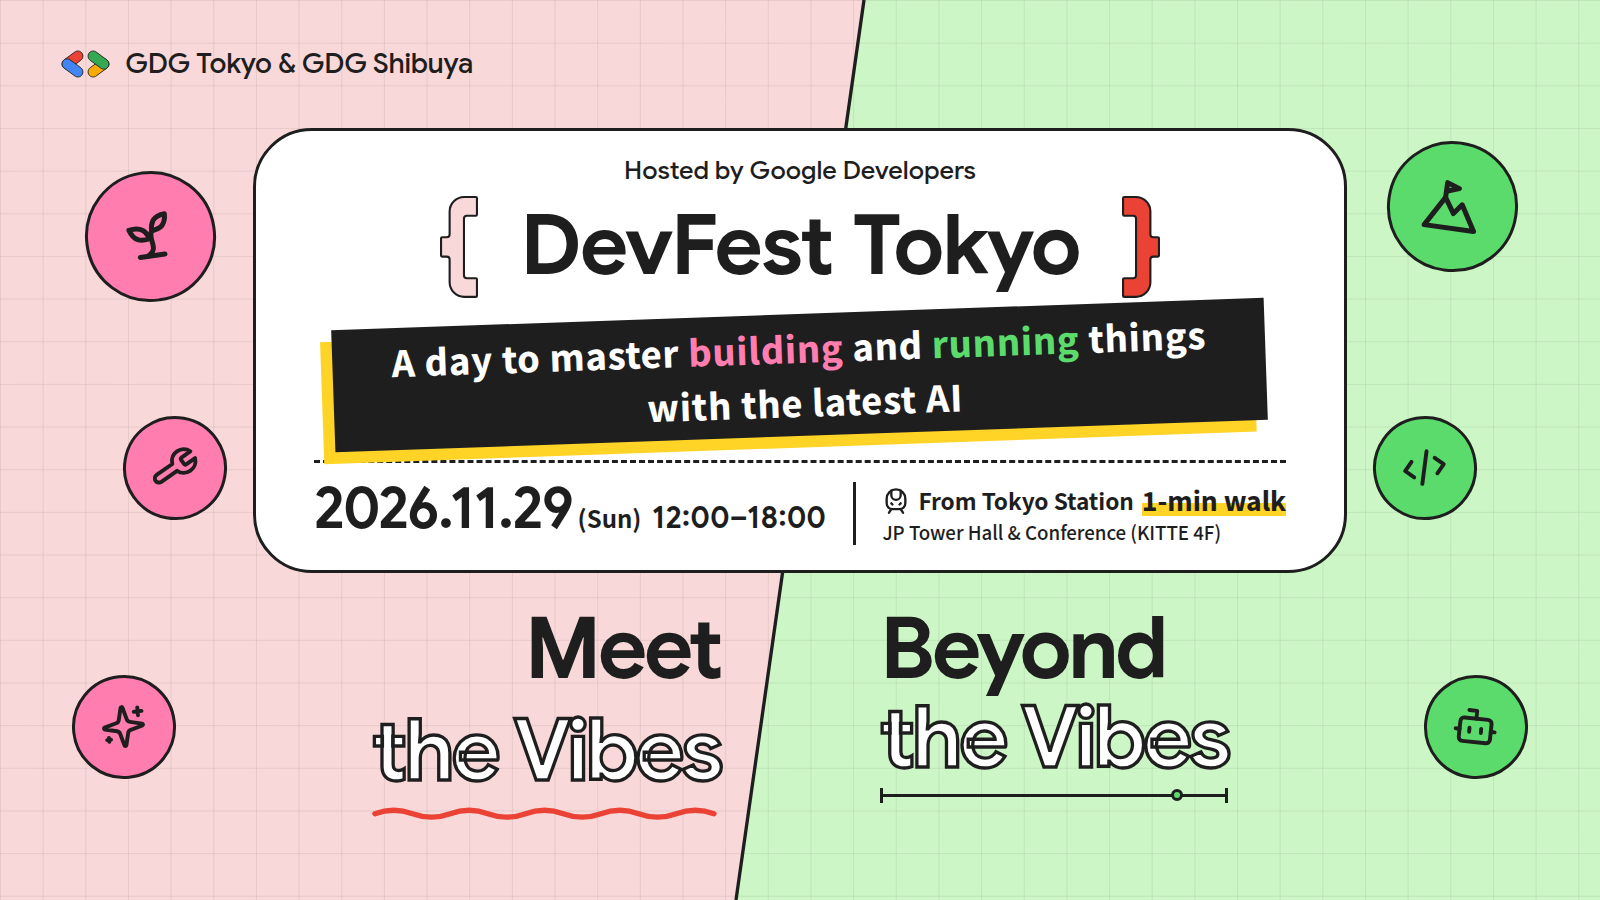 GDG Tokyo & GDG Shibuya
Hosted by Google Developers
{ DevFest Tokyo }
A day to master building and running things
with the latest AI
2026.11.29 (Sun) 12:00–18:00
From Tokyo Station 1-min walk
JP Tower Hall & Conference (KITTE 4F)
Meet
the Vibes
Beyond
the Vibes